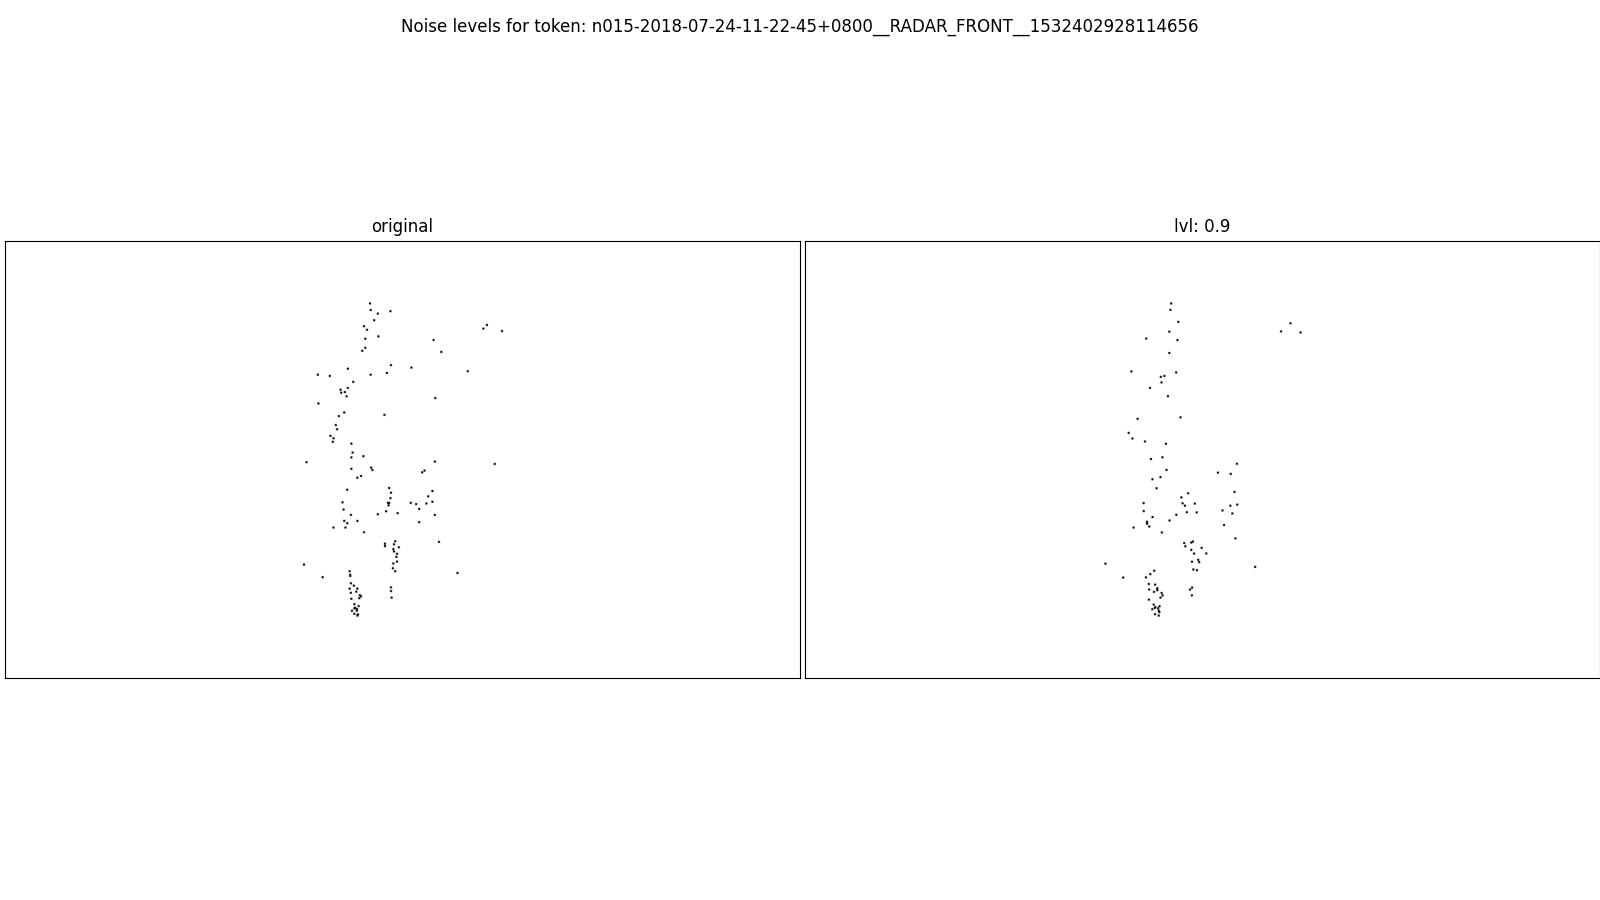 Noise levels for token: n015-2018-07-24-11-22-45+0800__RADAR_FRONT__1532402928114656
original
lvl: 0.9